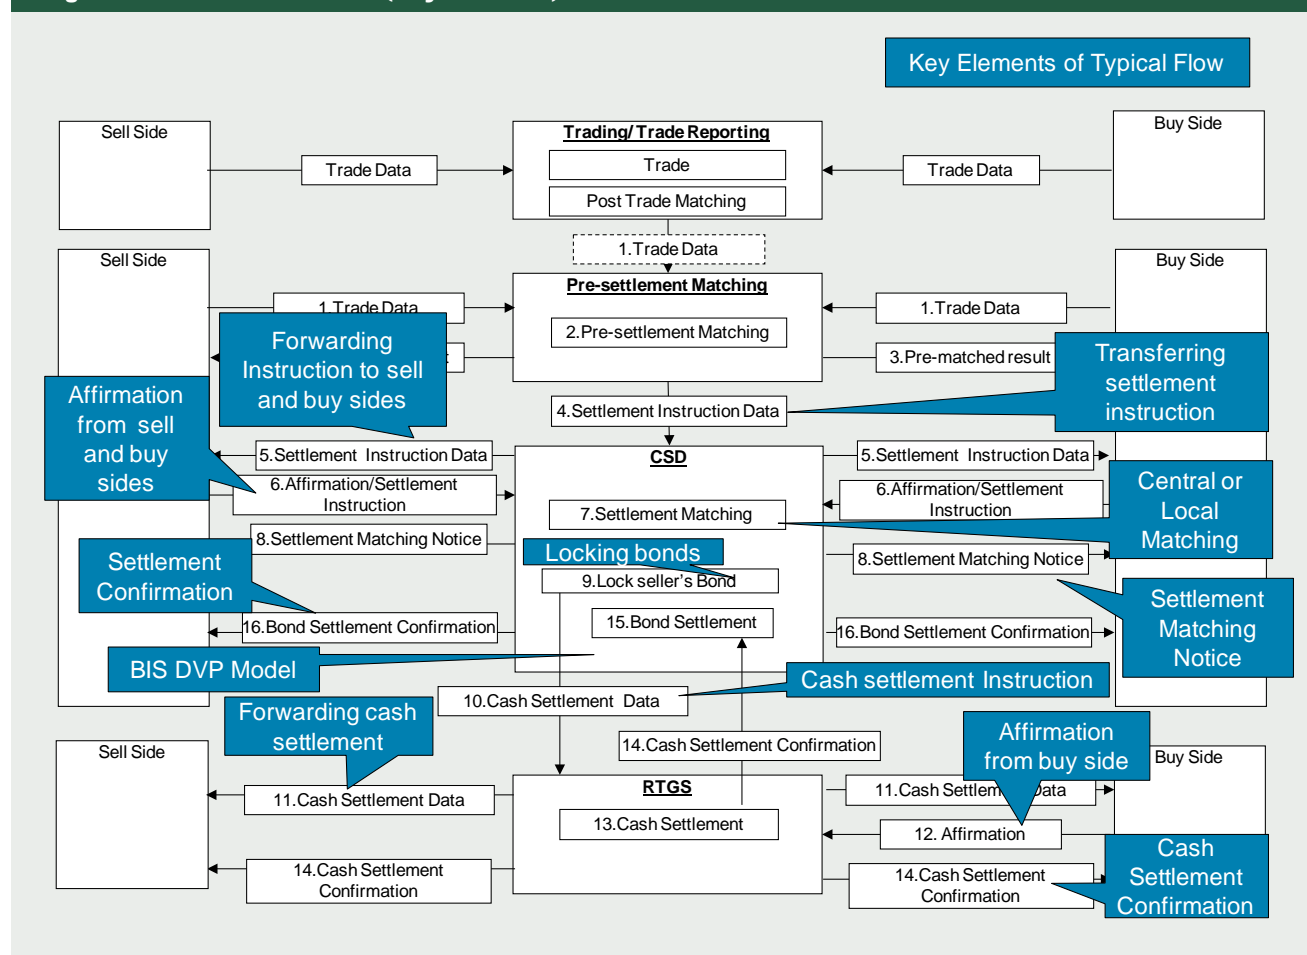 Key Elements of Typical Flow
Sell Side
Trading/Trade Reporting
Buy Side
Trade
Trade Data
Trade Data
Post Trade Matching
1.Trade Data
Sell Side
Buy Side
Pre-settlement Matching
1.Trade Data
1.Trade Data
2.Pre-settlement Matching
3.Pre-matched result
Forwarding
Instruction to sell
and buy sides
Transferring
settlement
instruction
Affirmation
from sell
and buy
sides
4.Settlement Instruction Data
5.Settlement Instruction Data
CSD
5.Settlement Instruction Data
6.Affirmation/Settlement
Instruction
6.Affirmation/Settlement
Instruction
Central or
Local
Matching
7.Settlement Matching
8.Settlement Matching Notice
8.Settlement Matching Notice
Locking bonds
9.Lock seller's Bond
Settlement
Confirmation
Settlement
Matching
Notice
15.Bond Settlement
16.Bond Settlement Confirmation
16.Bond Settlement Confirmation
BIS DVP Model
Cash settlement Instruction
10.Cash Settlement Data
Forwarding cash
settlement
14.Cash Settlement Confirmation
Affirmation
from buy side
Sell Side
Buy Side
RTGS
11.Cash Settlement Data
11.Cash Settlement Data
13.Cash Settlement
12. Affirmation
14.Cash Settlement
Confirmation
14.Cash Settlement
Confirmation
Cash
Settlement
Confirmation